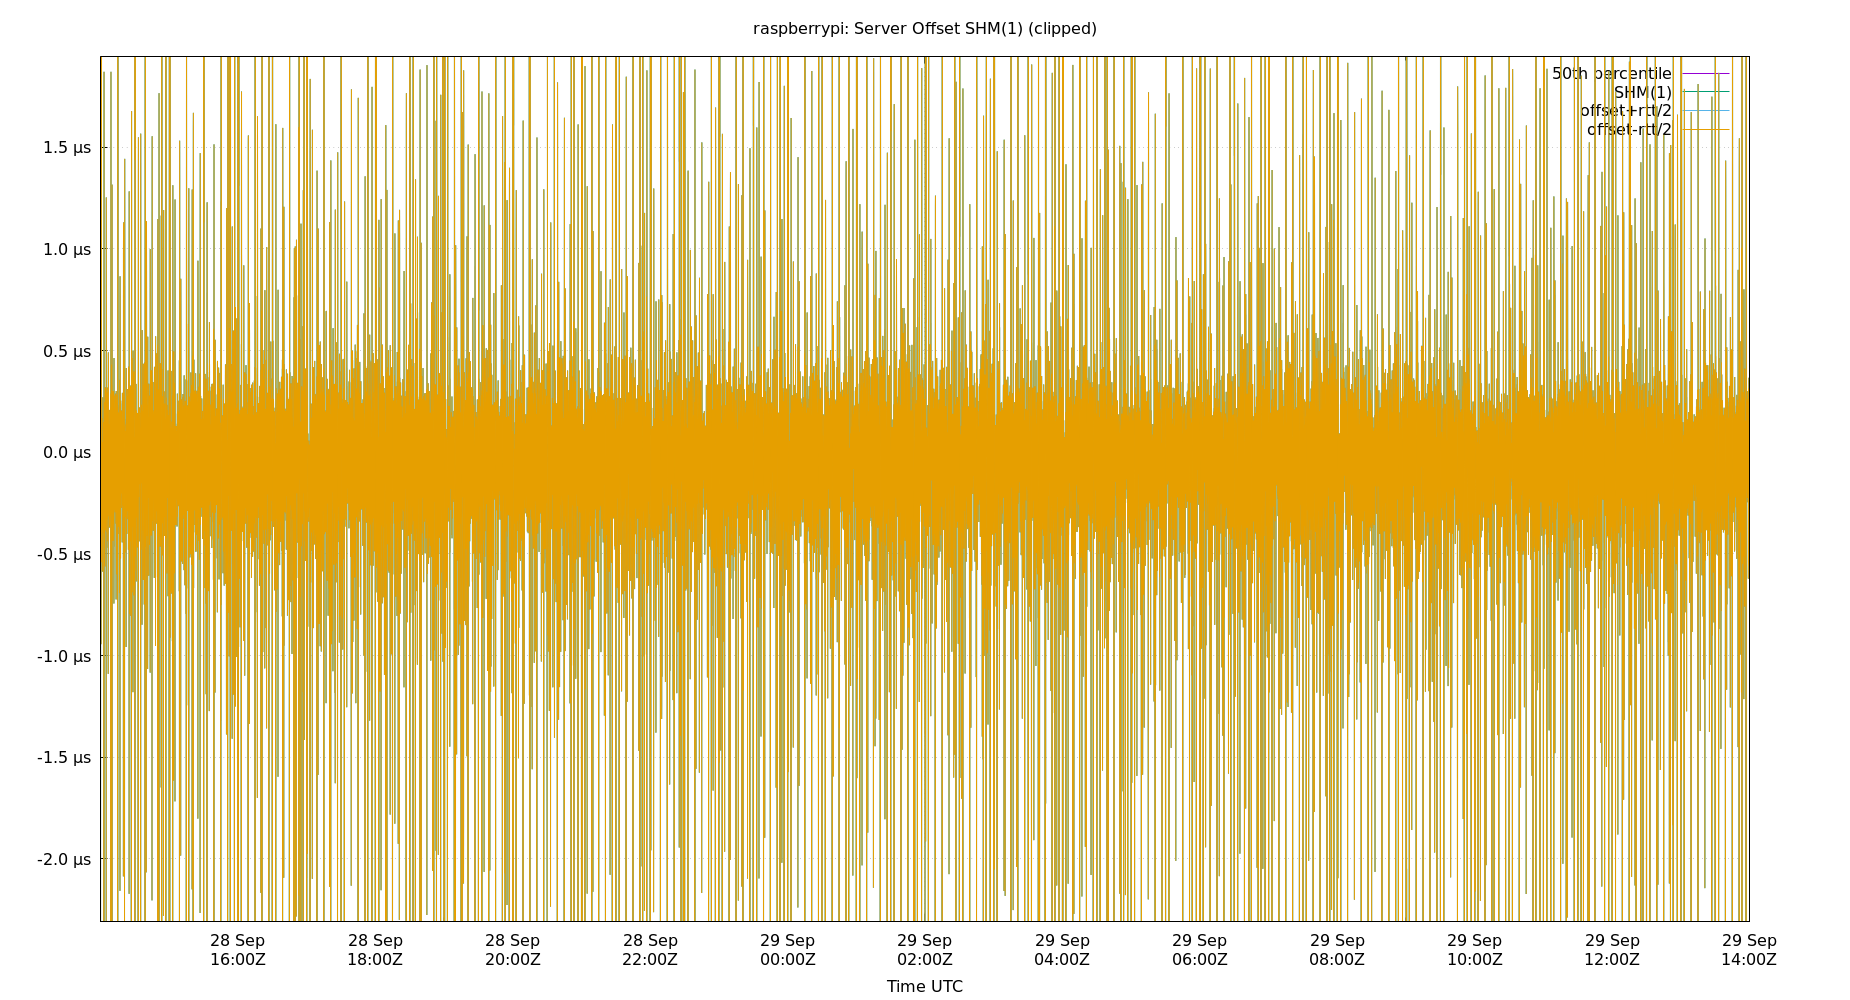 raspberrypi: Server Offset SHM(1) (clipped)
50th percentile
SHM(1)
offset+rtt/2
offset-rtt/2
1.5 µs
1.0 µs
0.5 µs
0.0 µs
-0.5 µs
-1.0 µs
-1.5 µs
-2.0 µs
28 Sep 28 Sep 28 Sep 28 Sep 29 Sep 29 Sep 29 Sep 29 Sep 29 Sep 29 Sep 29 Sep 29 Sep
16:00Z 18:00Z 20:00Z 22:00Z 00:00Z 02:00Z 04:00Z 06:00Z 08:00Z 10:00Z 12:00Z 14:00Z
Time UTC